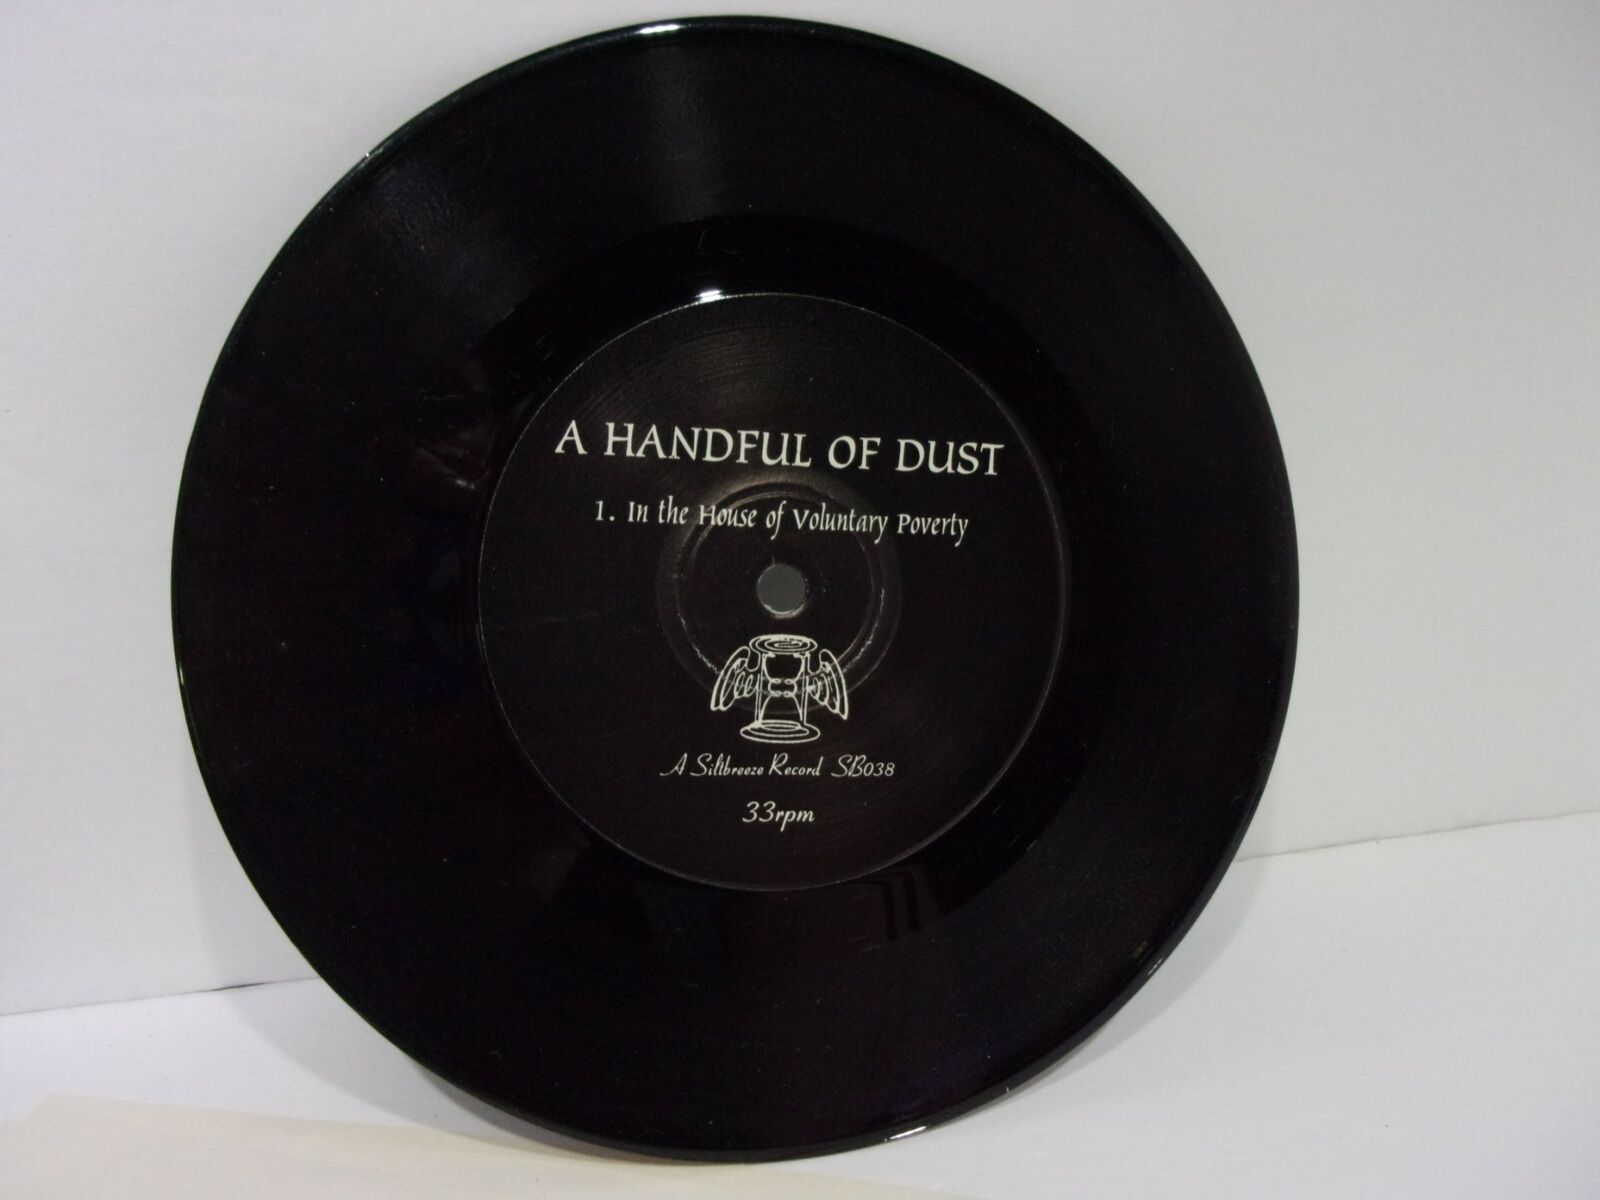 A HANDFUL OF DUST
1. In the House of Voluntary Poverty
A Siltbreeze Record SB038
33rpm